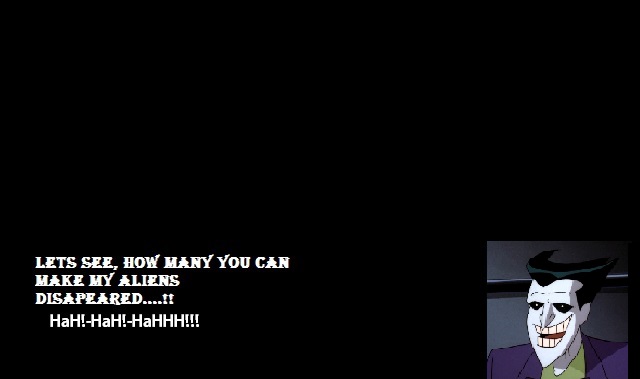 LETS SEE, HOW MANY YOU CAN
MAKE MY ALIENS
DISAPEARED....!!
HaH!-HaH!-HaHHH!!!